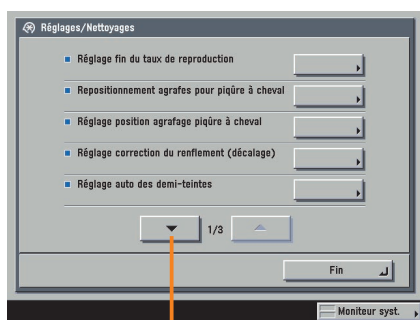 Réglages/Nettoyages
Réglage fin du taux de reproduction
Repositionnement agrafes pour piqûre à cheval
Réglage position agrafage piqûre à cheval
Réglage correction du renflement (décalage)
Réglage auto des demi-teintes
1/3
Fin
Moniteur syst.